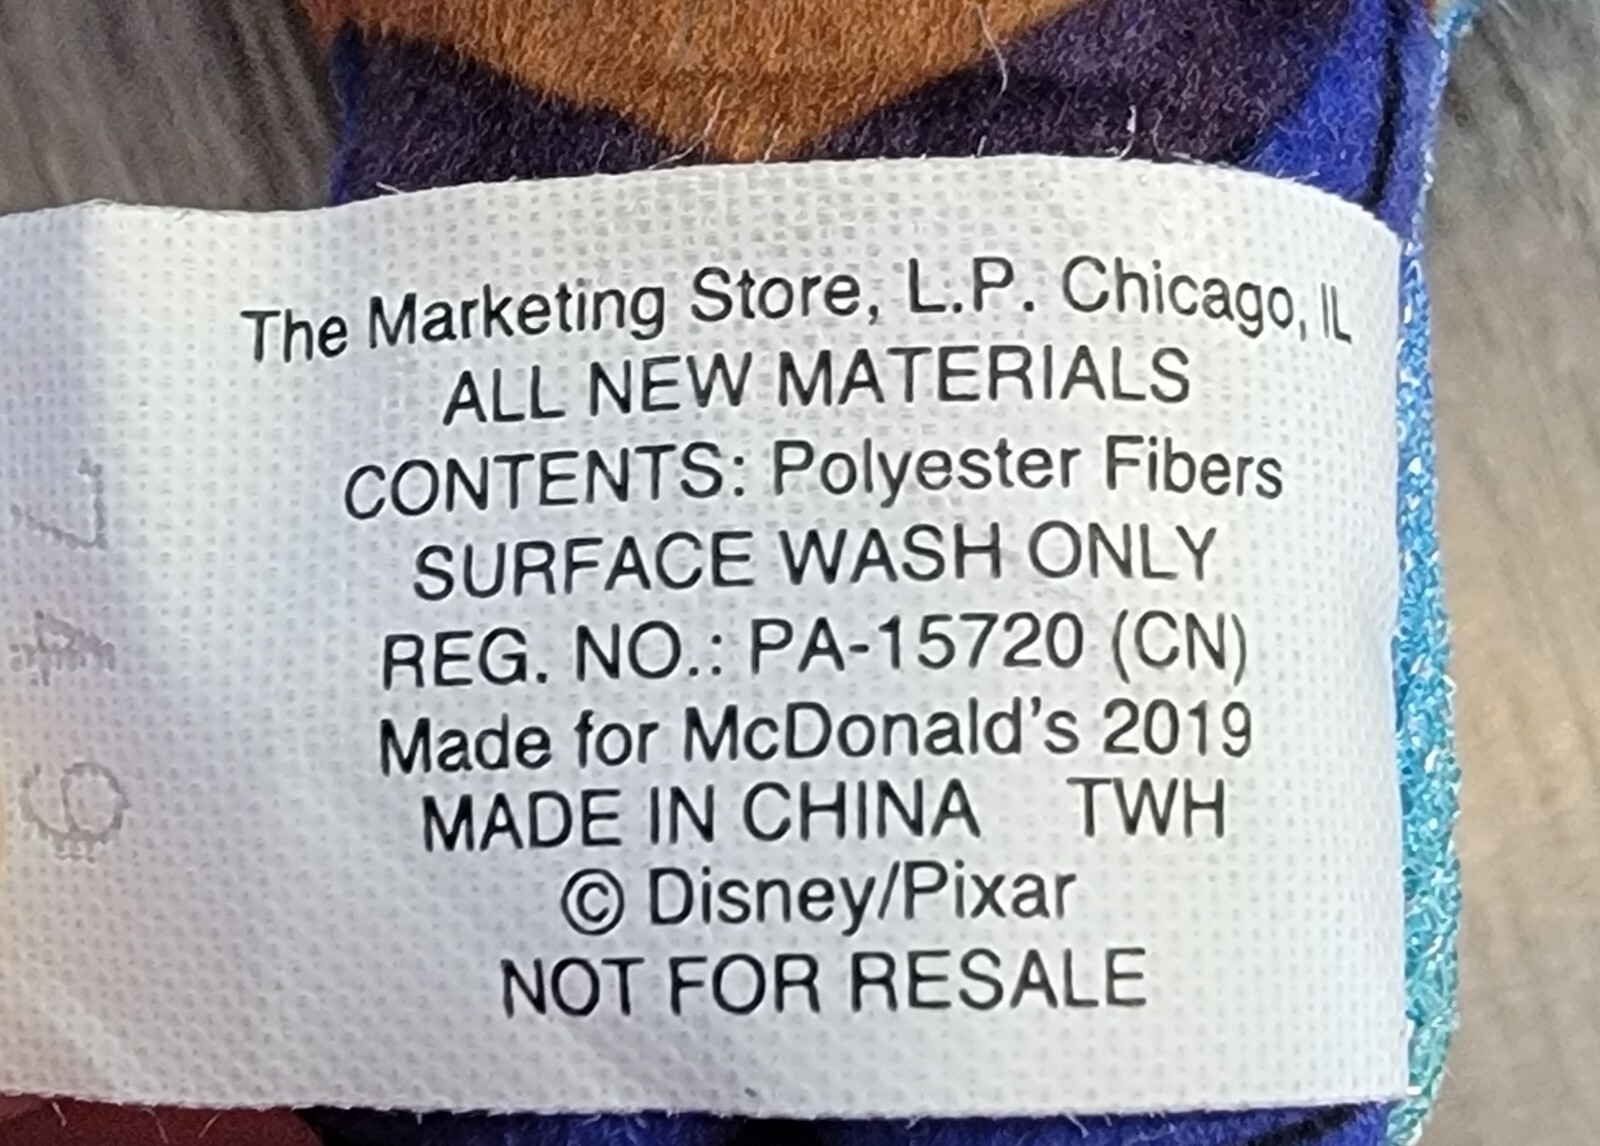 The Marketing Store, L.P. Chicago, IL
ALL NEW MATERIALS
CONTENTS: Polyester Fibers
SURFACE WASH ONLY
REG. NO.: PA-15720 (CN)
Made for McDonald's 2019
MADE IN CHINA TWH
© Disney/Pixar
NOT FOR RESALE